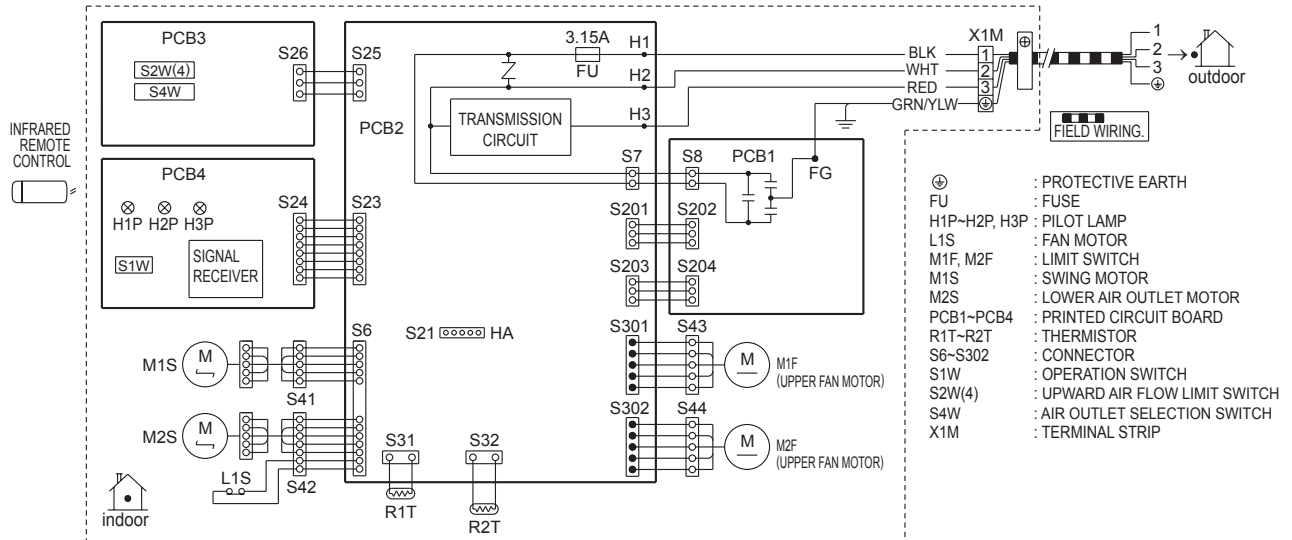 PCB3
S2W(4)
S4W
S26
S25
3.15A
FU
H1
H2
H3
PCB2
TRANSMISSION
CIRCUIT
X1M
BLK
1
WHT
2
RED
3
GRN/YLW
1
2
3
outdoor
FIELD WIRING.
INFRARED
REMOTE
CONTROL
PCB4
H1P H2P H3P
S1W
SIGNAL
RECEIVER
S24
S23
S7
S8
PCB1
FG
S201
S202
S203
S204
S21
HA
S6
M1S
M
S41
M2S
M
S42
L1S
indoor
S31
R1T
S32
R2T
S301
S43
M
M1F
(UPPER FAN MOTOR)
S302
S44
M
M2F
(UPPER FAN MOTOR)
: PROTECTIVE EARTH
FU : FUSE
H1P~H2P, H3P : PILOT LAMP
L1S : FAN MOTOR
M1F, M2F : LIMIT SWITCH
M1S : SWING MOTOR
M2S : LOWER AIR OUTLET MOTOR
PCB1~PCB4 : PRINTED CIRCUIT BOARD
R1T~R2T : THERMISTOR
S6~S302 : CONNECTOR
S1W : OPERATION SWITCH
S2W(4) : UPWARD AIR FLOW LIMIT SWITCH
S4W : AIR OUTLET SELECTION SWITCH
X1M : TERMINAL STRIP